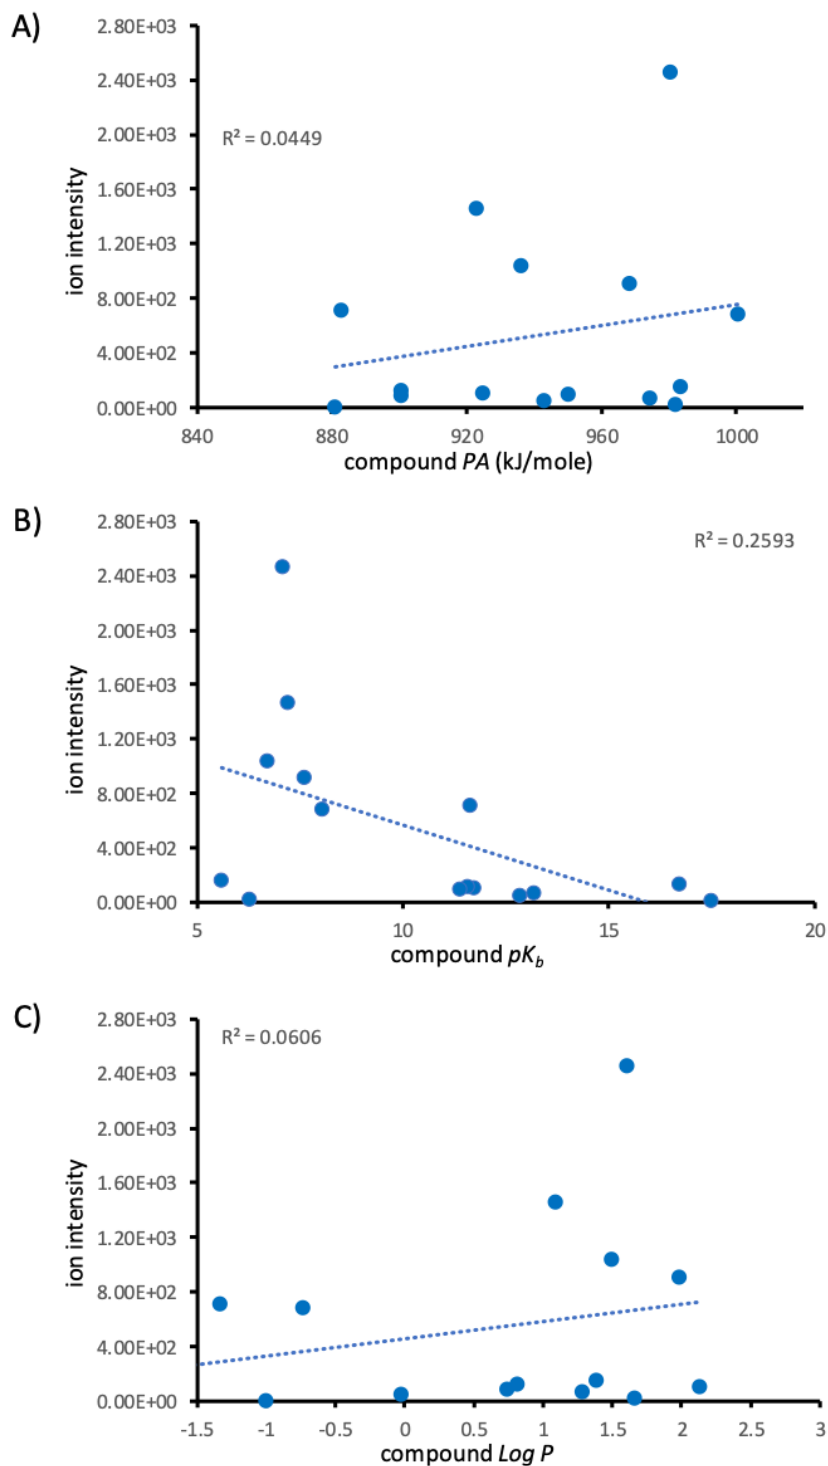 A)
2.80E+03
2.40E+03
2.00E+03
R² = 0.0449
1.60E+03
ion intensity
1.20E+03
8.00E+02
4.00E+02
0.00E+00
840 880 920 960 1000
compound PA (kJ/mole)
B)
2.80E+03
R² = 0.2593
2.40E+03
2.00E+03
1.60E+03
ion intensity
1.20E+03
8.00E+02
4.00E+02
0.00E+00
5 10 15 20
compound pKb
C)
2.80E+03
R² = 0.0606
2.40E+03
2.00E+03
1.60E+03
ion intensity
1.20E+03
8.00E+02
4.00E+02
0.00E+00
-1.5 -1 -0.5 0 0.5 1 1.5 2 2.5 3
compound Log P